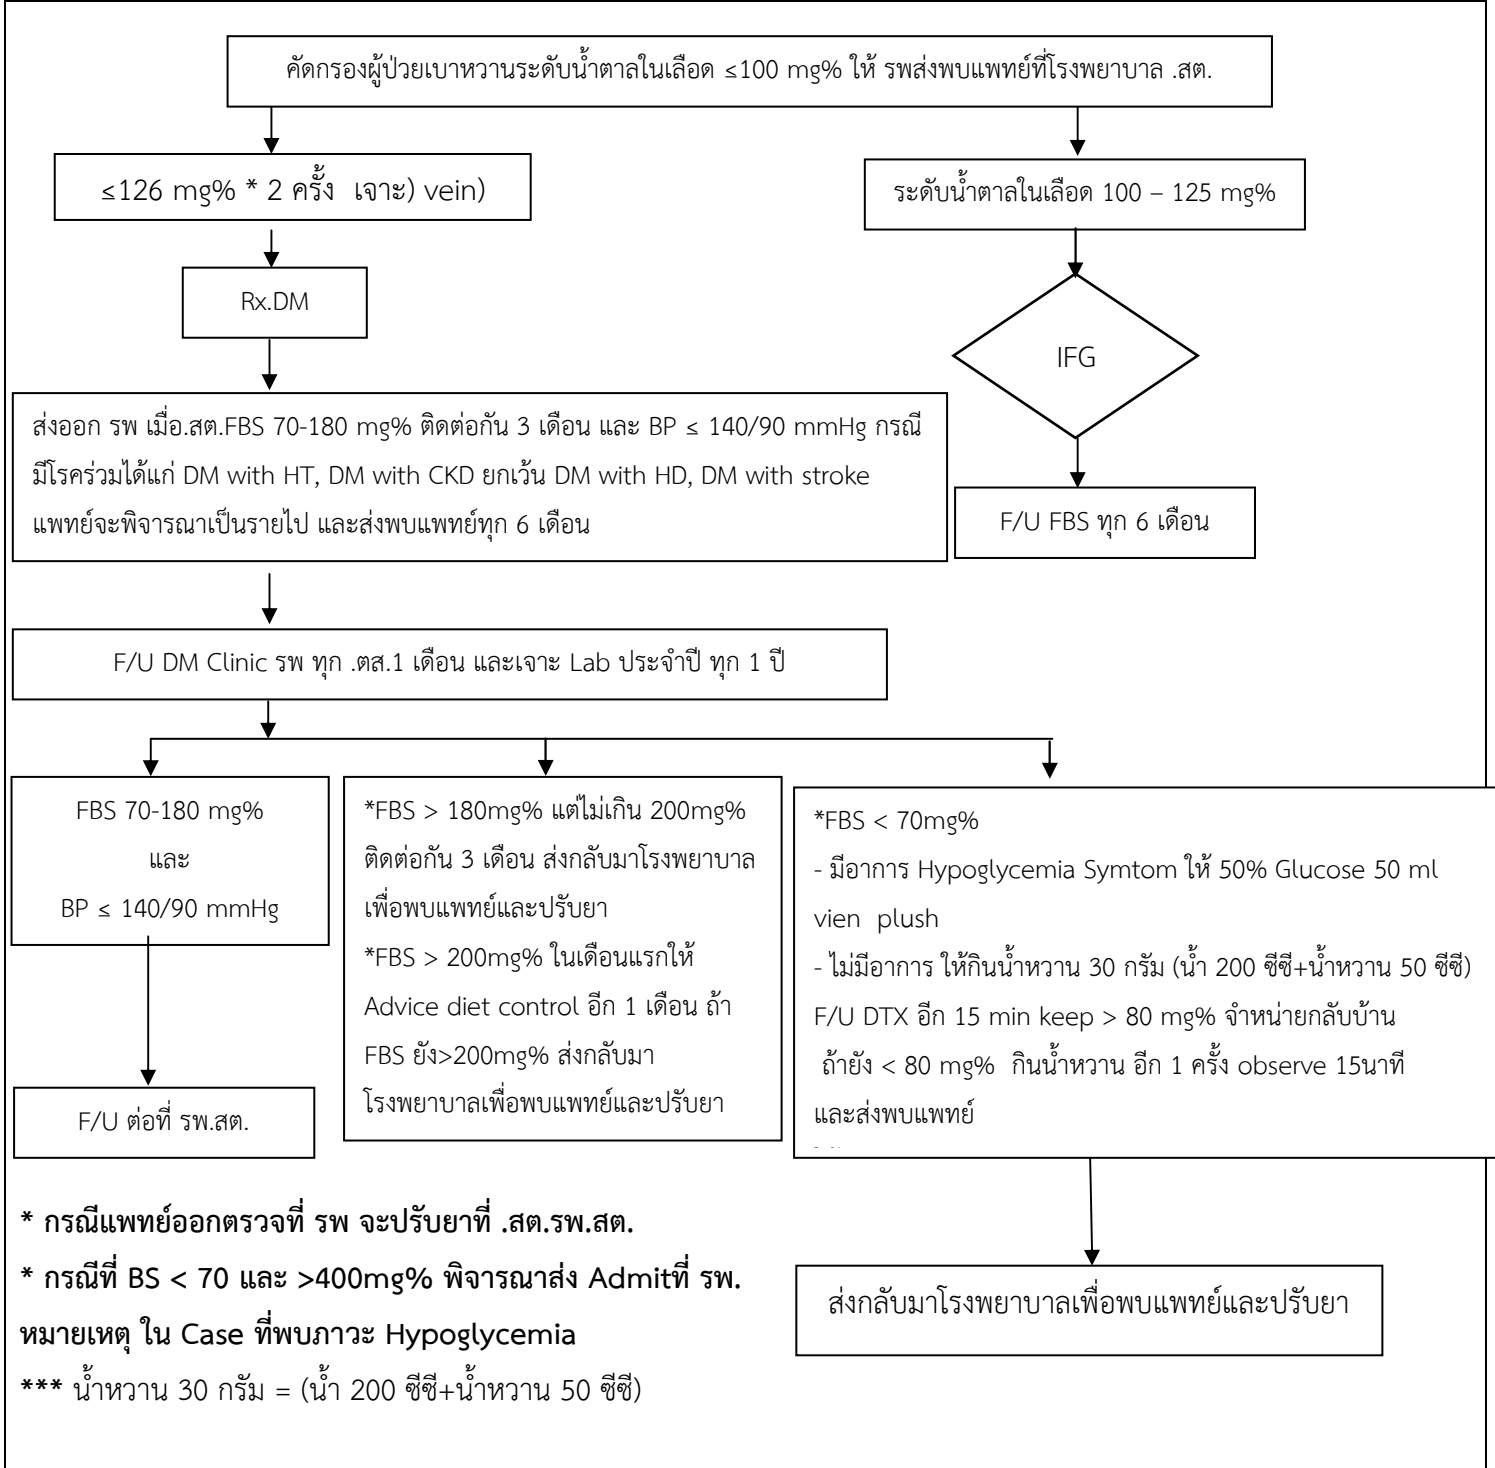 คัดกรองผู้ป่วยเบาหวานระดับน้ำตาลในเลือด ≤100 mg% ให้ รพส่งพบแพทย์ที่โรงพยาบาล .สต.
≤126 mg% * 2 ครั้ง เจาะ) vein)
ระดับน้ำตาลในเลือด 100 – 125 mg%
Rx.DM
IFG
ส่งออก รพ เมื่อ.สต.FBS 70-180 mg% ติดต่อกัน 3 เดือน และ BP ≤ 140/90 mmHg กรณี
มีโรคร่วมได้แก่ DM with HT, DM with CKD ยกเว้น DM with HD, DM with stroke
แพทย์จะพิจารณาเป็นรายไป และส่งพบแพทย์ทุก 6 เดือน
F/U FBS ทุก 6 เดือน
F/U DM Clinic รพ ทุก .ตส.1 เดือน และเจาะ Lab ประจำปี ทุก 1 ปี
FBS 70-180 mg%
และ
BP ≤ 140/90 mmHg
*FBS > 180mg% แต่ไม่เกิน 200mg%
ติดต่อกัน 3 เดือน ส่งกลับมาโรงพยาบาล
เพื่อพบแพทย์และปรับยา
*FBS > 200mg% ในเดือนแรกให้
Advice diet control อีก 1 เดือน ถ้า
FBS ยัง>200mg% ส่งกลับมา
โรงพยาบาลเพื่อพบแพทย์และปรับยา
*FBS < 70mg%
- มีอาการ Hypoglycemia Symtom ให้ 50% Glucose 50 ml
vien plush
- ไม่มีอาการ ให้กินน้ำหวาน 30 กรัม (น้ำ 200 ซีซี+น้ำหวาน 50 ซีซี)
F/U DTX อีก 15 min keep > 80 mg% จำหน่ายกลับบ้าน
ถ้ายัง < 80 mg% กินน้ำหวาน อีก 1 ครั้ง observe 15นาที
และส่งพบแพทย์
F/U ต่อที่ รพ.สต.
* กรณีแพทย์ออกตรวจที่ รพ จะปรับยาที่ .สต.รพ.สต.
* กรณีที่ BS < 70 และ >400mg% พิจารณาส่ง Admitที่ รพ.
หมายเหตุ ใน Case ที่พบภาวะ Hypoglycemia
*** น้ำหวาน 30 กรัม = (น้ำ 200 ซีซี+น้ำหวาน 50 ซีซี)
ส่งกลับมาโรงพยาบาลเพื่อพบแพทย์และปรับยา